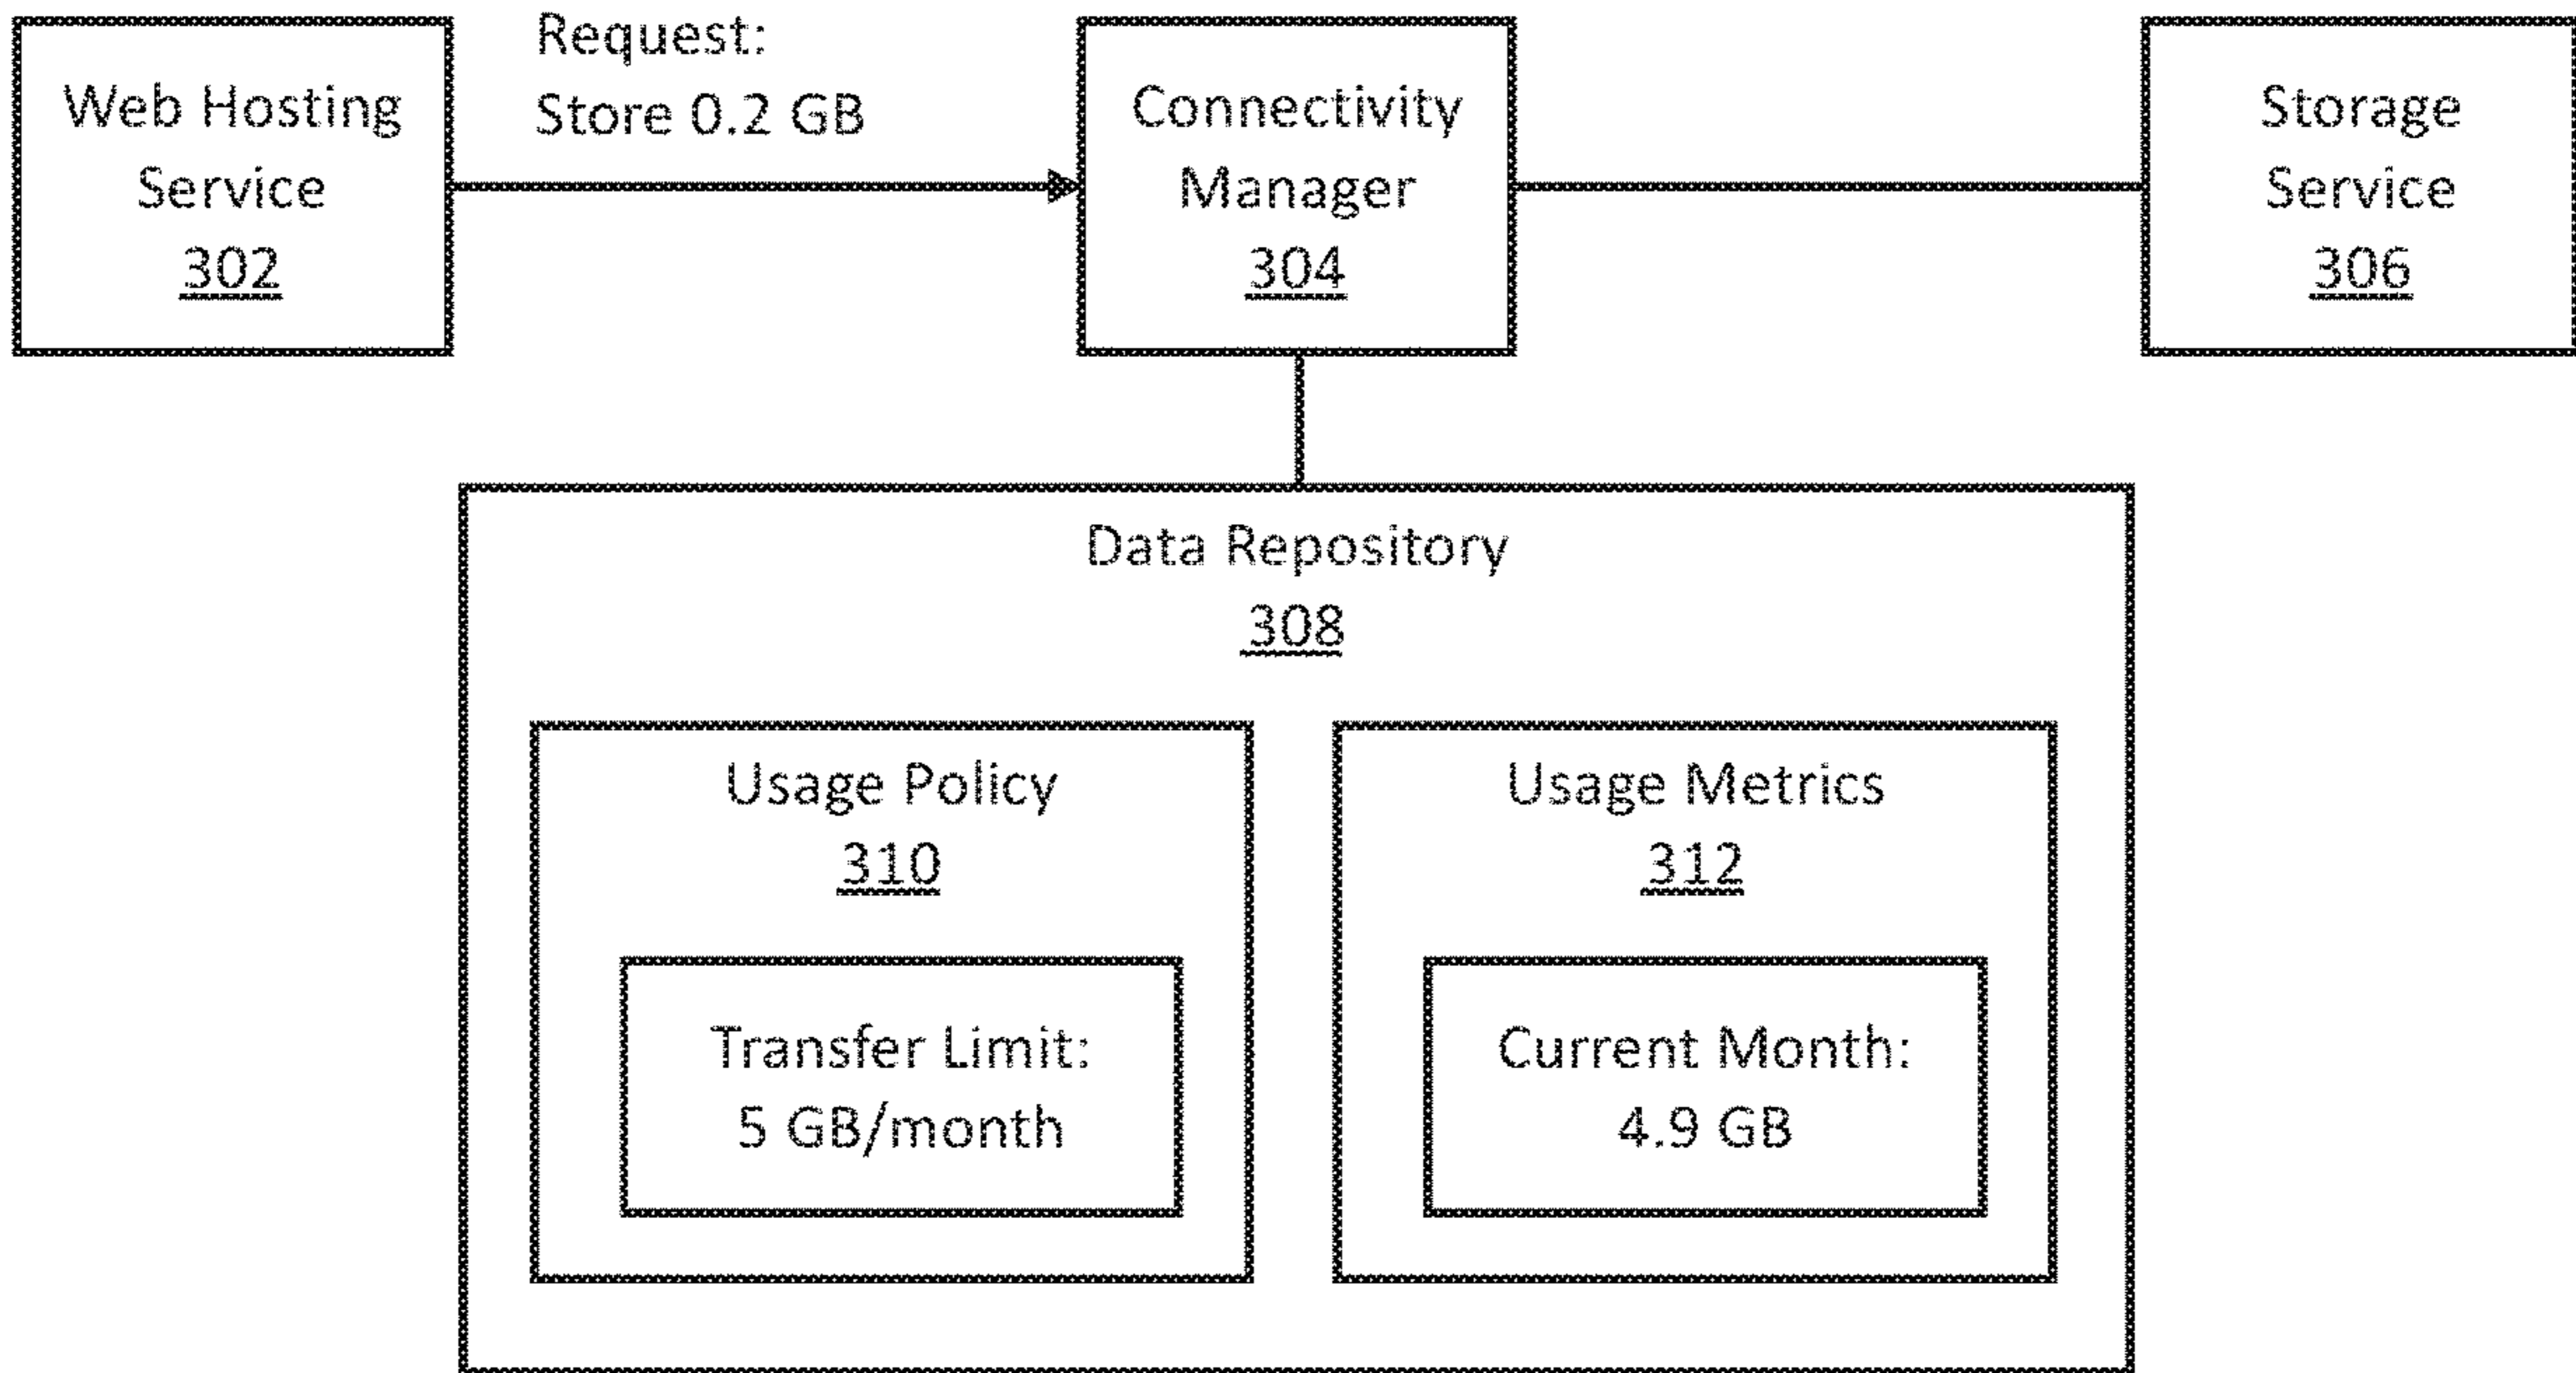 Web Hosting
Service
302
Request:
Store 0.2 GB
Connectivity
Manager
304
Storage
Service
306
Data Repository
308
Usage Policy
310
Transfer Limit:
5 GB/month
Usage Metrics
312
Current Month:
4.9 GB